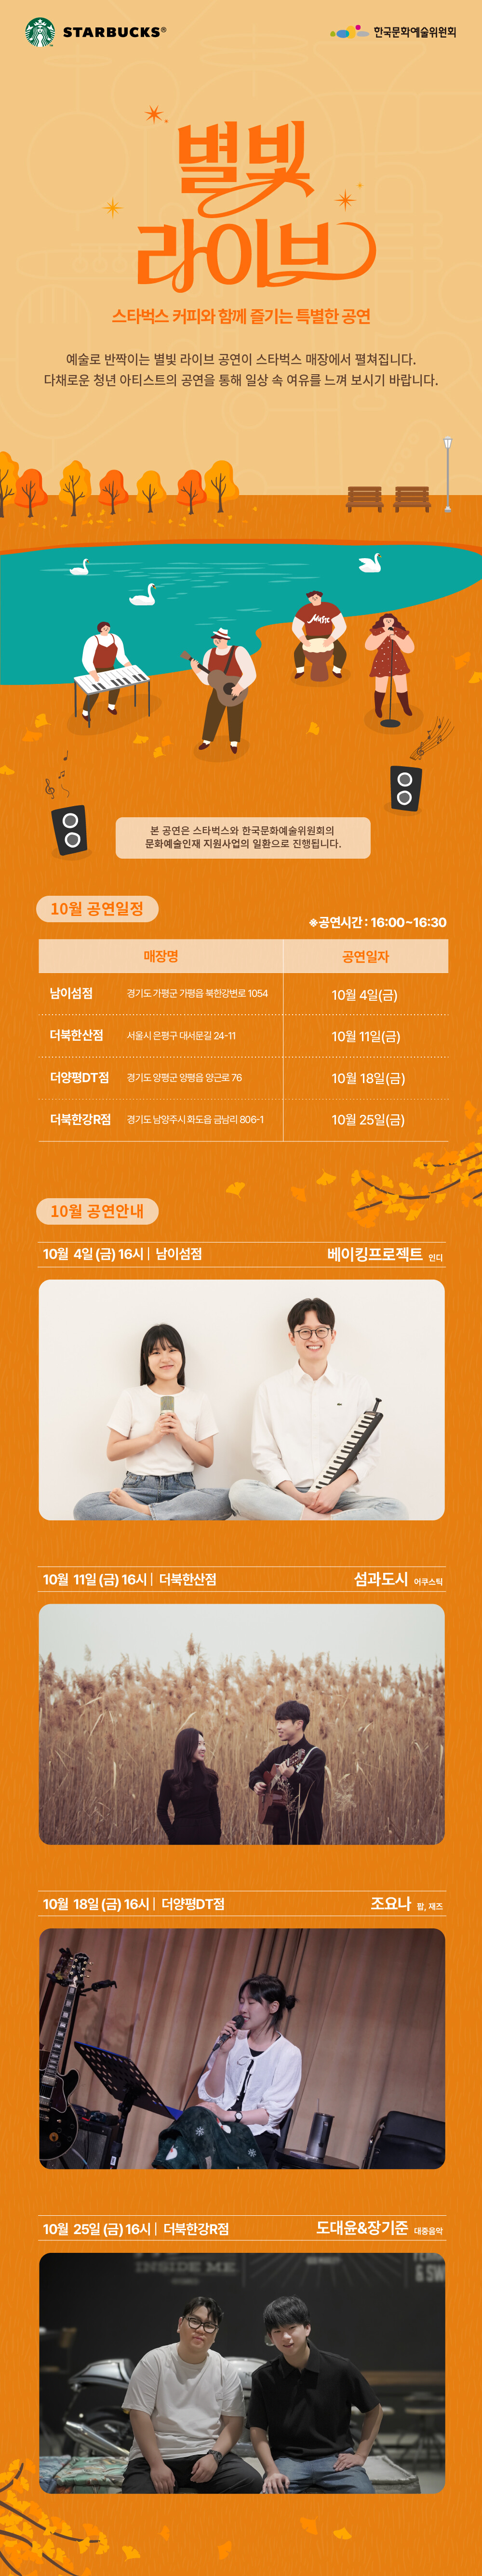 STARBUCKS®
한국문화예술위원회
별빛
라이브
스타벅스 커피와 함께 즐기는 특별한 공연
예술로 반짝이는 별빛 라이브 공연이 스타벅스 매장에서 펼쳐집니다.
다채로운 청년 아티스트의 공연을 통해 일상 속 여유를 느껴 보시기 바랍니다.
Music
본 공연은 스타벅스와 한국문화예술위원회의
문화예술인재 지원사업의 일환으로 진행됩니다.
10월 공연일정
※공연시간 : 16:00~16:30
매장명 공연일자
남이섬점 경기도 가평군 가평읍 북한강변로 1054 10월 4일(금)
더북한산점 서울시 은평구 대서문길 24-11 10월 11일(금)
더양평DT점 경기도 양평군 양평읍 양근로 76 10월 18일(금)
더북한강R점 경기도 남양주시 화도읍 금남리 806-1 10월 25일(금)
10월 공연안내
10월 4일 (금) 16시 | 남이섬점 베이킹프로젝트 인디
10월 11일 (금) 16시 | 더북한산점 섬과도시 어쿠스틱
10월 18일 (금) 16시 | 더양평DT점 조요나 팝, 재즈
10월 25일 (금) 16시 | 더북한강R점 도대윤&장기준 대중음악
INSIDE ME
& SW